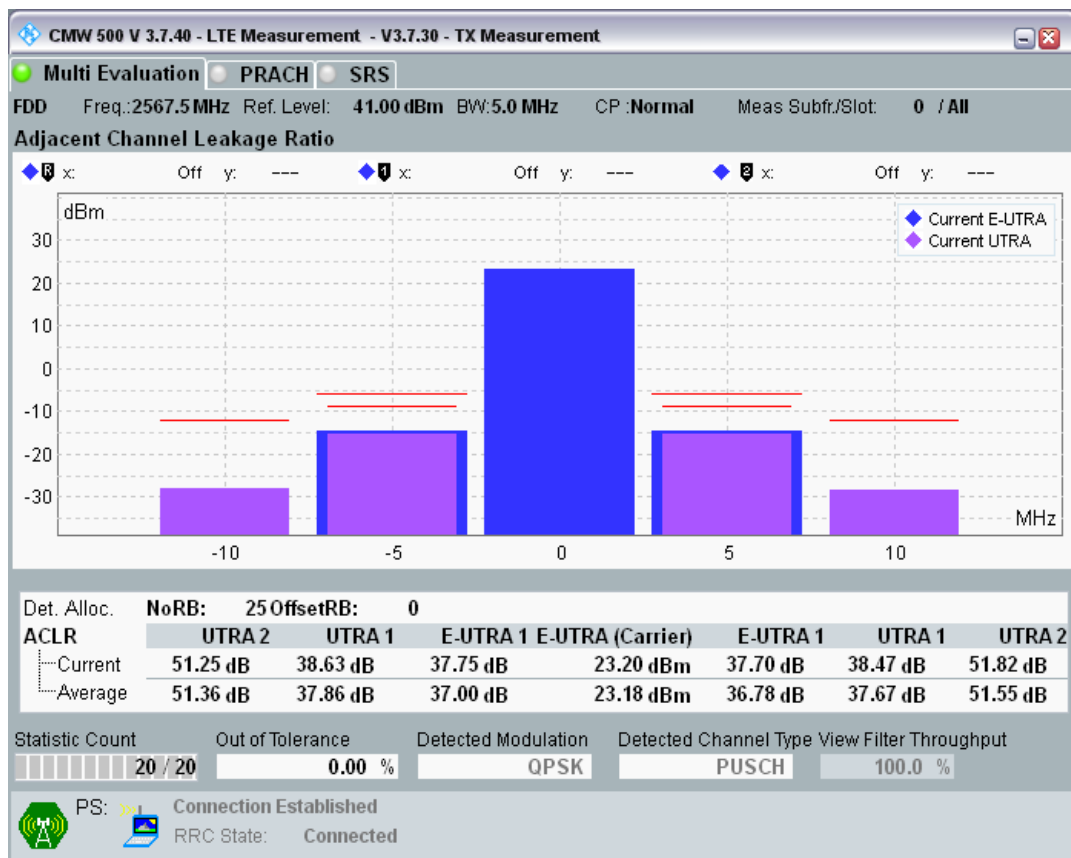 CMW 500 V 3.7.40 - LTE Measurement - V3.7.30 - TX Measurement
Multi Evaluation PRACH SRS
FDD Freq.:2567.5 MHz Ref. Level: 41.00 dBm BW:5.0 MHz CP :Normal Meas Subfr./Slot: 0 / All
Adjacent Channel Leakage Ratio
R x: Off y: --- 1 x: Off y: --- 2 x: Off y: ---
dBm
Current E-UTRA
Current UTRA
30
20
10
0
-10
-20
-30
MHz
-10 -5 0 5 10
Det. Alloc. NoRB: 25 OffsetRB: 0
ACLR UTRA 2 UTRA 1 E-UTRA 1 E-UTRA (Carrier) E-UTRA 1 UTRA 1 UTRA 2
Current 51.25 dB 38.63 dB 37.75 dB 23.20 dBm 37.70 dB 38.47 dB 51.82 dB
Average 51.36 dB 37.86 dB 37.00 dB 23.18 dBm 36.78 dB 37.67 dB 51.55 dB
Statistic Count Out of Tolerance Detected Modulation Detected Channel Type View Filter Throughput
20 / 20 0.00 % QPSK PUSCH 100.0 %
PS: Connection Established
RRC State: Connected